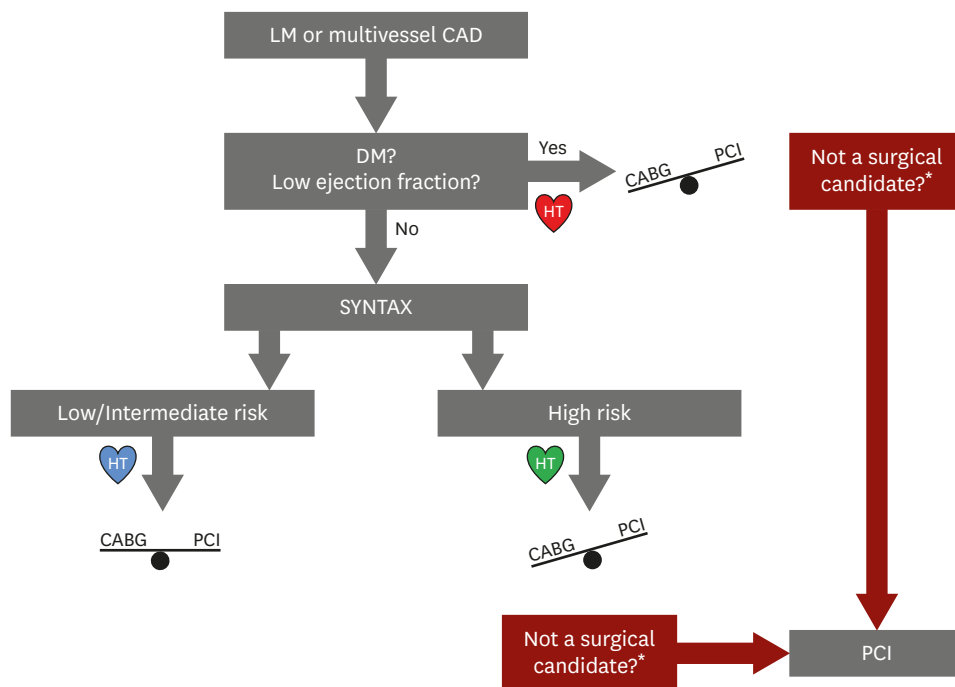 LM or multivessel CAD
DM?
Low ejection fraction?
Yes
HT
CABG
PCI
Not a surgical
candidate?*
No
SYNTAX
Low/Intermediate risk
High risk
HT
HT
CABG
PCI
CABG
PCI
Not a surgical
candidate?*
PCI